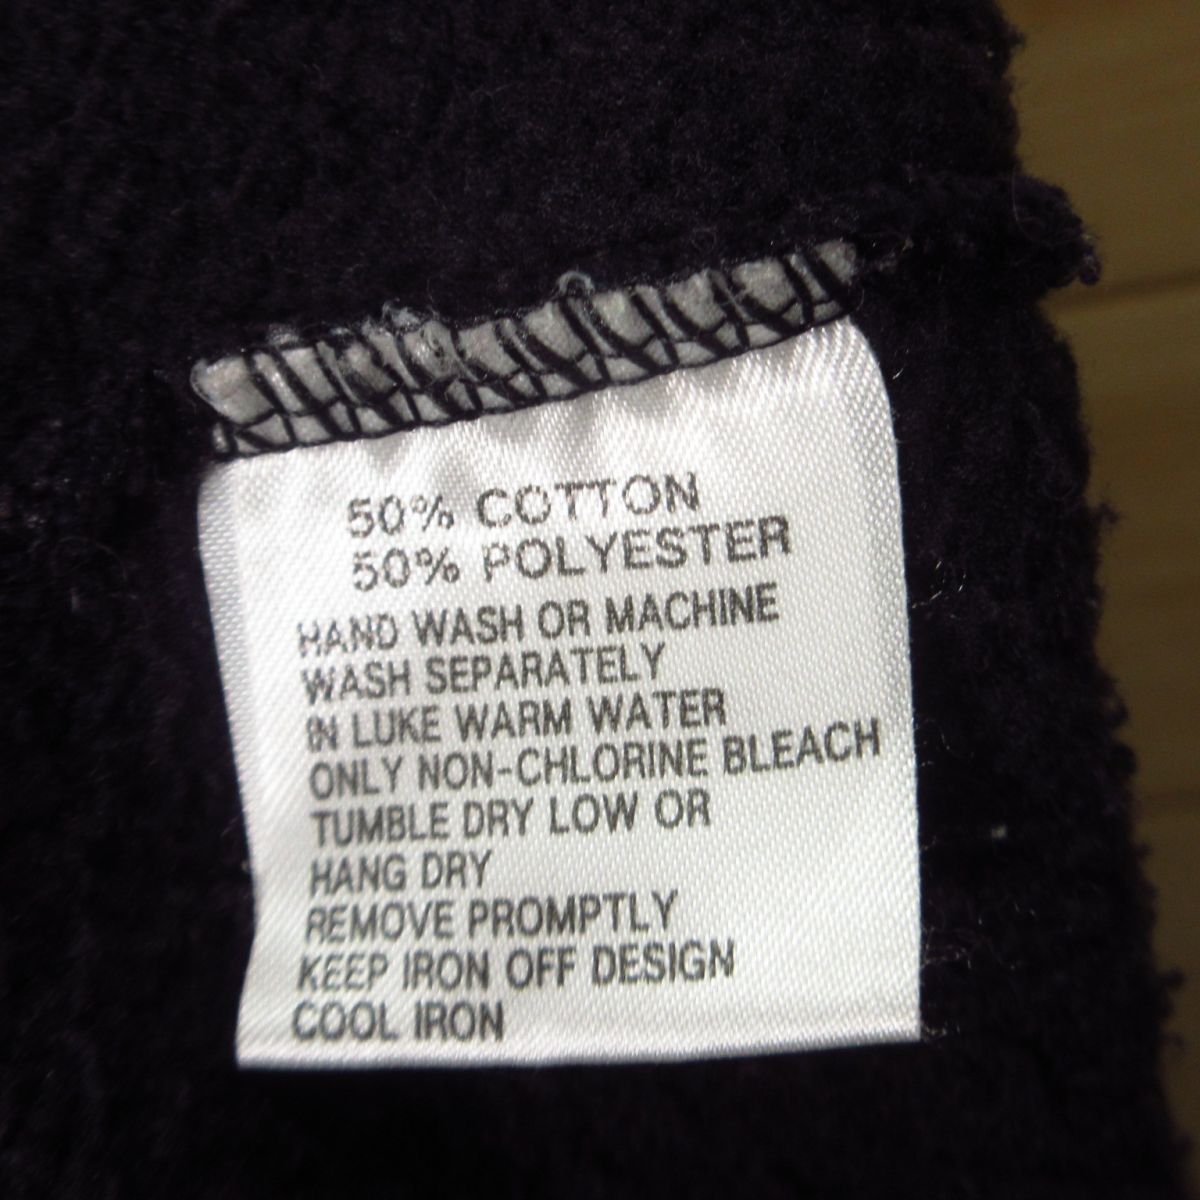 50% COTTON
50% POLYESTER
HAND WASH OR MACHINE
WASH SEPARATELY
IN LUKE WARM WATER
ONLY NON-CHLORINE BLEACH
TUMBLE DRY LOW OR
HANG DRY
REMOVE PROMPTLY
KEEP IRON OFF DESIGN
COOL IRON